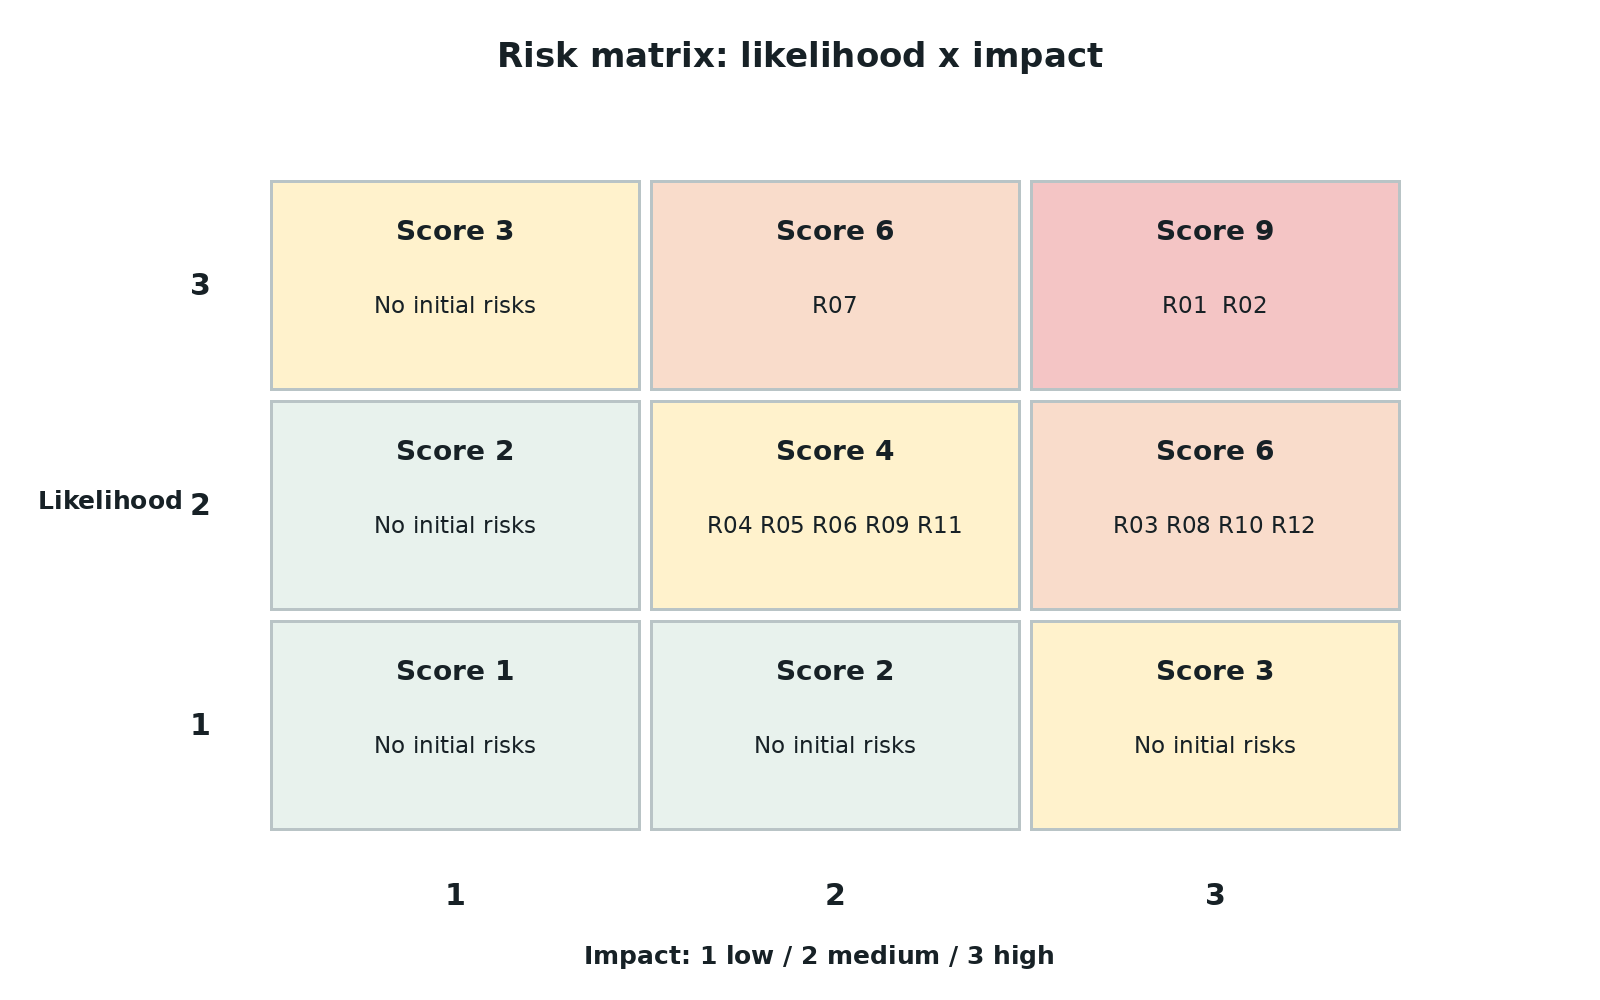 Risk matrix: likelihood x impact
Score 3
No initial risks
Score 6
R07
Score 9
R01  R02
3
Score 2
No initial risks
Score 4
R04 R05 R06 R09 R11
Score 6
R03 R08 R10 R12
Likelihood
2
Score 1
No initial risks
Score 2
No initial risks
Score 3
No initial risks
1
1
2
3
Impact: 1 low / 2 medium / 3 high